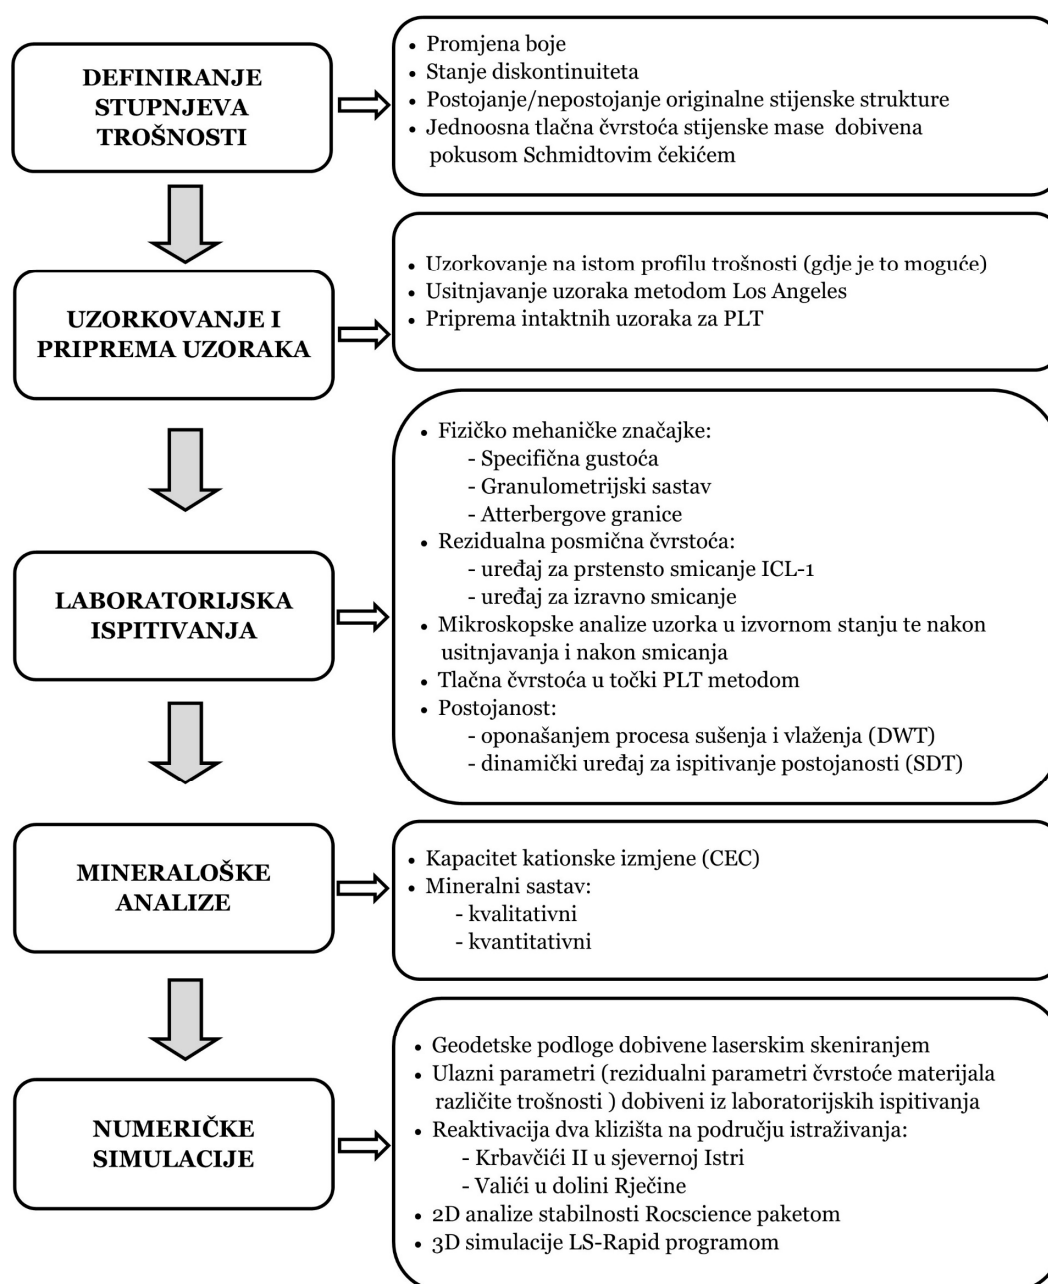 DEFINIRANJE
STUPNJEVA
TROŠNOSTI
• Promjena boje
• Stanje diskontinuiteta
• Postojanje/nepostojanje originalne stijenske strukture
• Jednoosna tlačna čvrstoća stijenske mase dobivena
pokusom Schmidtovim čekićem
UZORKOVANJE I
PRIPREMA UZORAKA
• Uzorkovanje na istom profilu trošnosti (gdje je to moguće)
• Usitnjavanje uzoraka metodom Los Angeles
• Priprema intaktnih uzoraka za PLT
LABORATORIJSKA
ISPITIVANJA
• Fizičko mehaničke značajke:
- Specifična gustoća
- Granulometrijski sastav
- Atterbergove granice
• Rezidualna posmična čvrstoća:
- uređaj za prstensto smicanje ICL-1
- uređaj za izravno smicanje
• Mikroskopske analize uzorka u izvornom stanju te nakon
usitnjavanja i nakon smicanja
• Tlačna čvrstoća u točki PLT metodom
• Postojanost:
- oponašanjem procesa sušenja i vlaženja (DWT)
- dinamički uređaj za ispitivanje postojanosti (SDT)
MINERALOŠKE
ANALIZE
• Kapacitet kationske izmjene (CEC)
• Mineralni sastav:
- kvalitativni
- kvantitativni
NUMERIČKE
SIMULACIJE
• Geodetske podloge dobivene laserskim skeniranjem
• Ulazni parametri (rezidualni parametri čvrstoće materijala
različite trošnosti ) dobiveni iz laboratorijskih ispitivanja
• Reaktivacija dva klizišta na području istraživanja:
- Krbavčići II u sjevernoj Istri
- Valići u dolini Rječine
• 2D analize stabilnosti Rocscience paketom
• 3D simulacije LS-Rapid programom